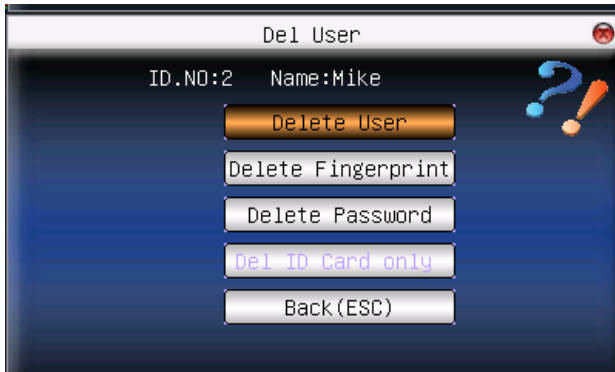 Del User
ID.NO:2 Name:Mike
Delete User
Delete Fingerprint
Delete Password
Del ID Card only
Back(ESC)